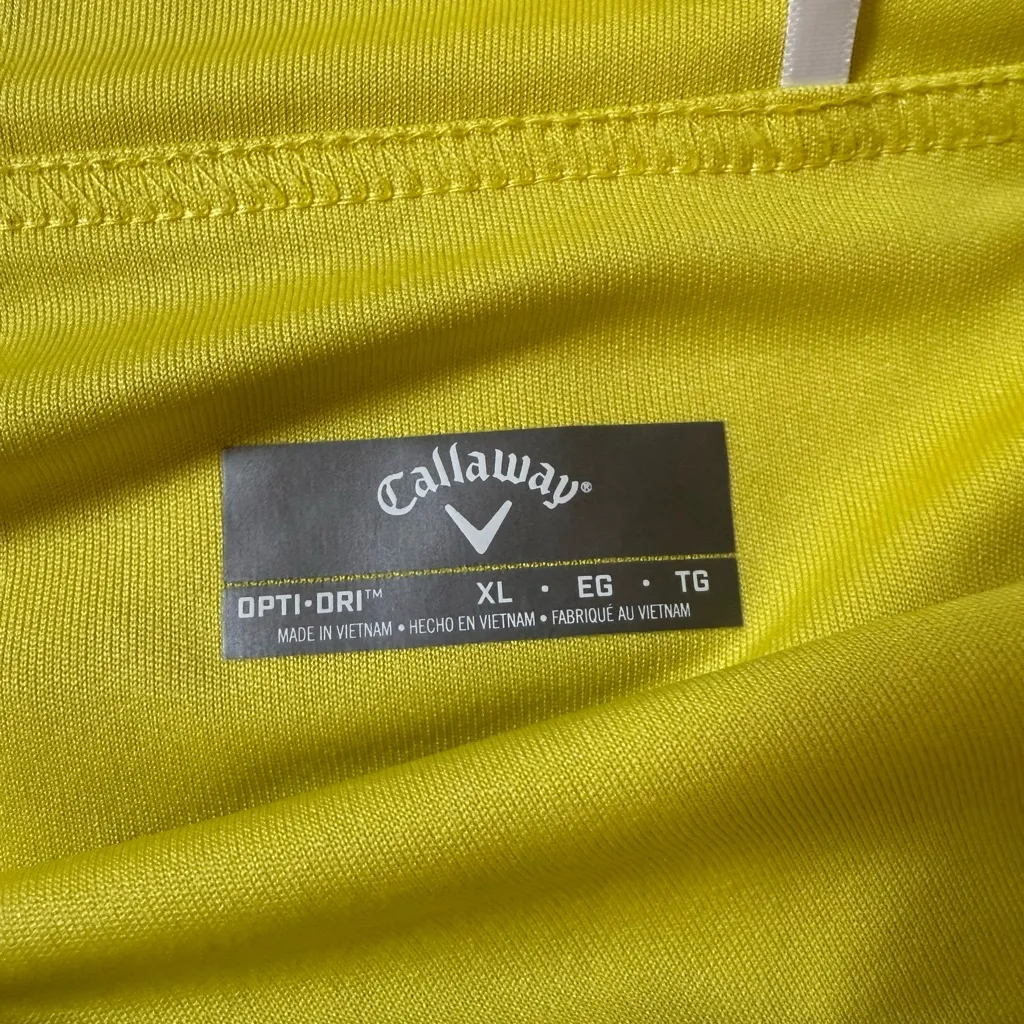 Callaway®
OPTI•DRI™ XL • EG • TG
MADE IN VIETNAM • HECHO EN VIETNAM • FABRIQUÉ AU VIETNAM